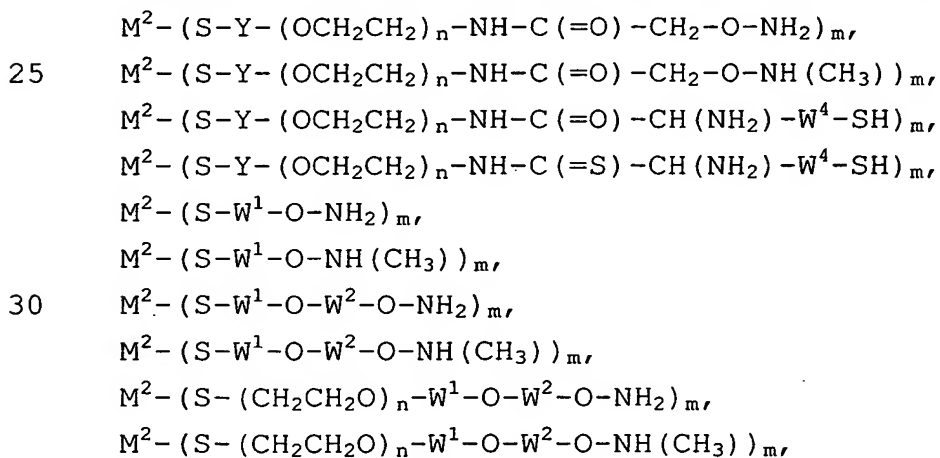 M²-(S-Y-(OCH₂CH₂)ₙ-NH-C(=O)-CH₂-O-NH₂)ₘ,
25 M²-(S-Y-(OCH₂CH₂)ₙ-NH-C(=O)-CH₂-O-NH(CH₃))ₘ,
M²-(S-Y-(OCH₂CH₂)ₙ-NH-C(=O)-CH(NH₂)-W⁴-SH)ₘ,
M²-(S-Y-(OCH₂CH₂)ₙ-NH-C(=S)-CH(NH₂)-W⁴-SH)ₘ,
M²-(S-W¹-O-NH₂)ₘ,
M²-(S-W¹-O-NH(CH₃))ₘ,
30 M²-(S-W¹-O-W²-O-NH₂)ₘ,
M²-(S-W¹-O-W²-O-NH(CH₃))ₘ,
M²-(S-(CH₂CH₂O)ₙ-W¹-O-W²-O-NH₂)ₘ,
M²-(S-(CH₂CH₂O)ₙ-W¹-O-W²-O-NH(CH₃))ₘ,